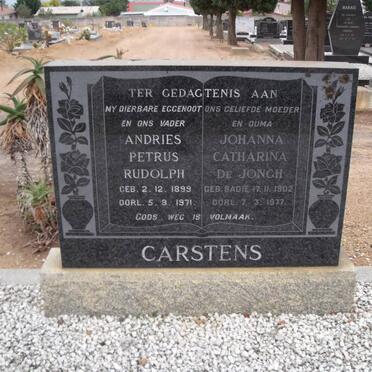 TER GEDAGTENIS AAN
MY DIERBARE EGGENOOT
EN ONS VADER
ANDRIES
PETRUS
RUDOLPH
GEB. 2.12.1899
OORL. 5.9.1971.
ONS GELIEFDE MOEDER
EN OUMA
JOHANNA
CATHARINA
DE JONGH
GEB. SADIE 17.11.1902
OORL. 7.3.1977.
GODS WEG IS VOLMAAK.
CARSTENS